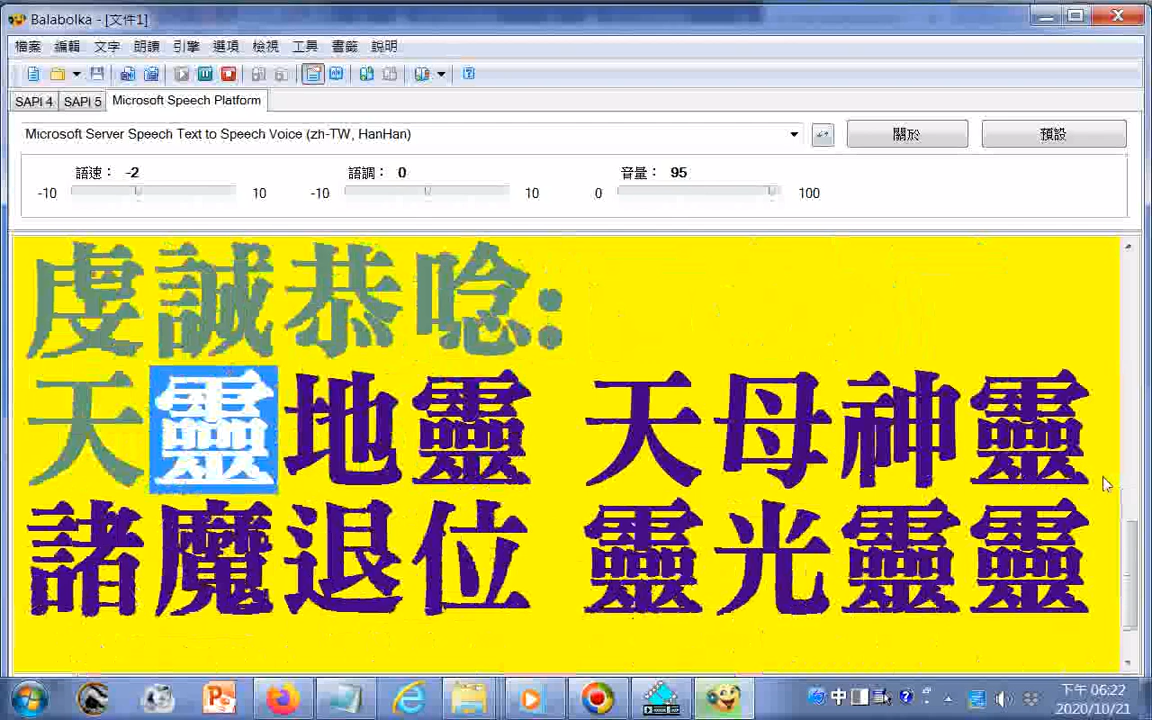 Balabolka - [文件1]
檔案 編輯 文字 朗讀 引擎 選項 檢視 工具 書籤 說明
SAPI 4 SAPI 5 Microsoft Speech Platform
Microsoft Server Speech Text to Speech Voice (zh-TW, HanHan) 關於 預設
語速： -2 語調： 0 音量： 95
-10 10 -10 10 0 100
虔誠恭唸:
天靈地靈 天母神靈
諸魔退位 靈光靈靈
中 下午 06:22
2020/10/21